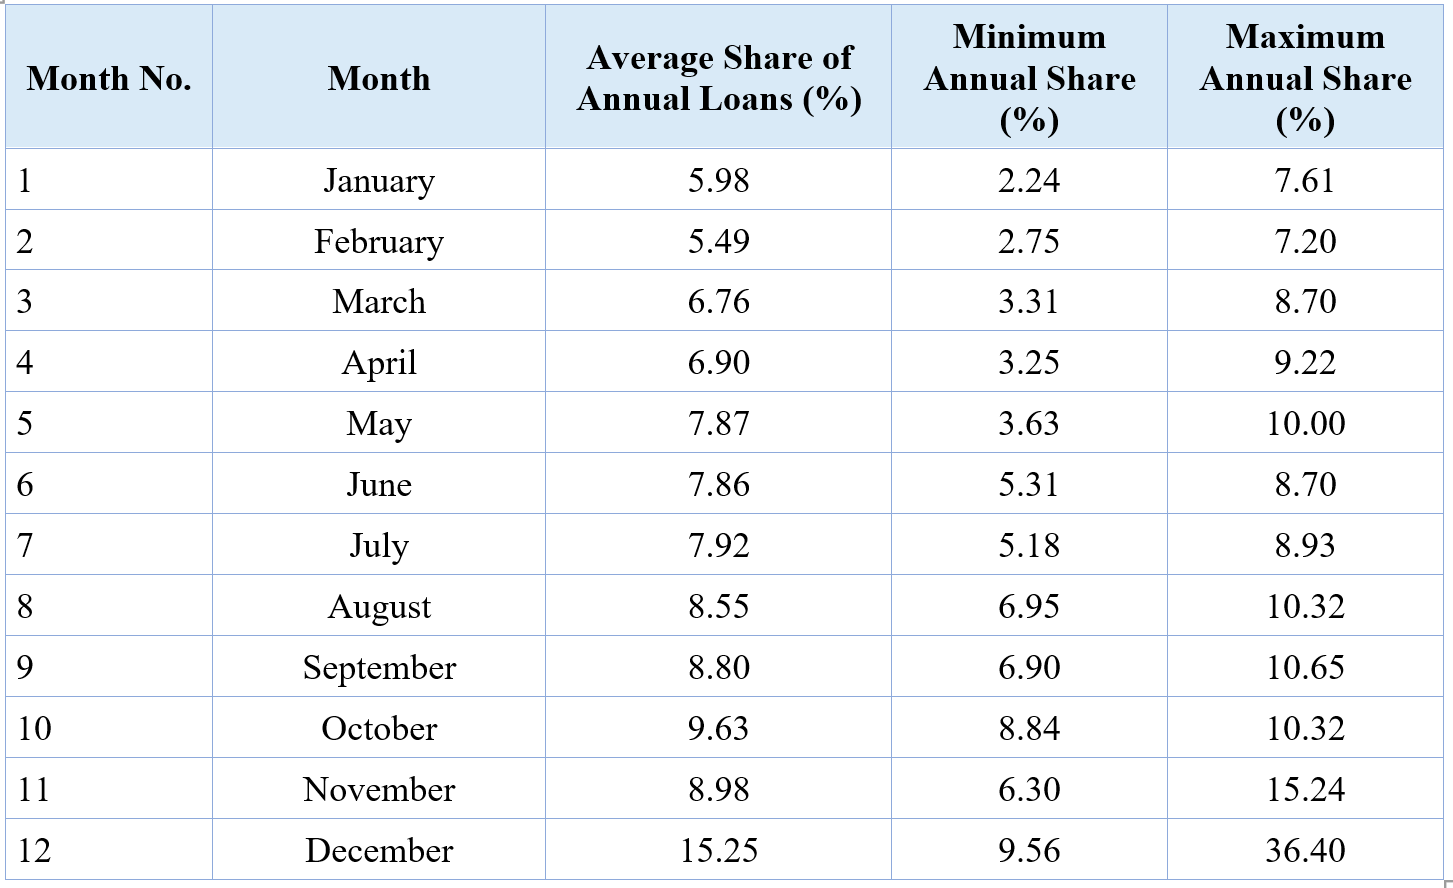 Month No. Month Average Share of Annual Loans (%) Minimum Annual Share (%) Maximum Annual Share (%)
1 January 5.98 2.24 7.61
2 February 5.49 2.75 7.20
3 March 6.76 3.31 8.70
4 April 6.90 3.25 9.22
5 May 7.87 3.63 10.00
6 June 7.86 5.31 8.70
7 July 7.92 5.18 8.93
8 August 8.55 6.95 10.32
9 September 8.80 6.90 10.65
10 October 9.63 8.84 10.32
11 November 8.98 6.30 15.24
12 December 15.25 9.56 36.40